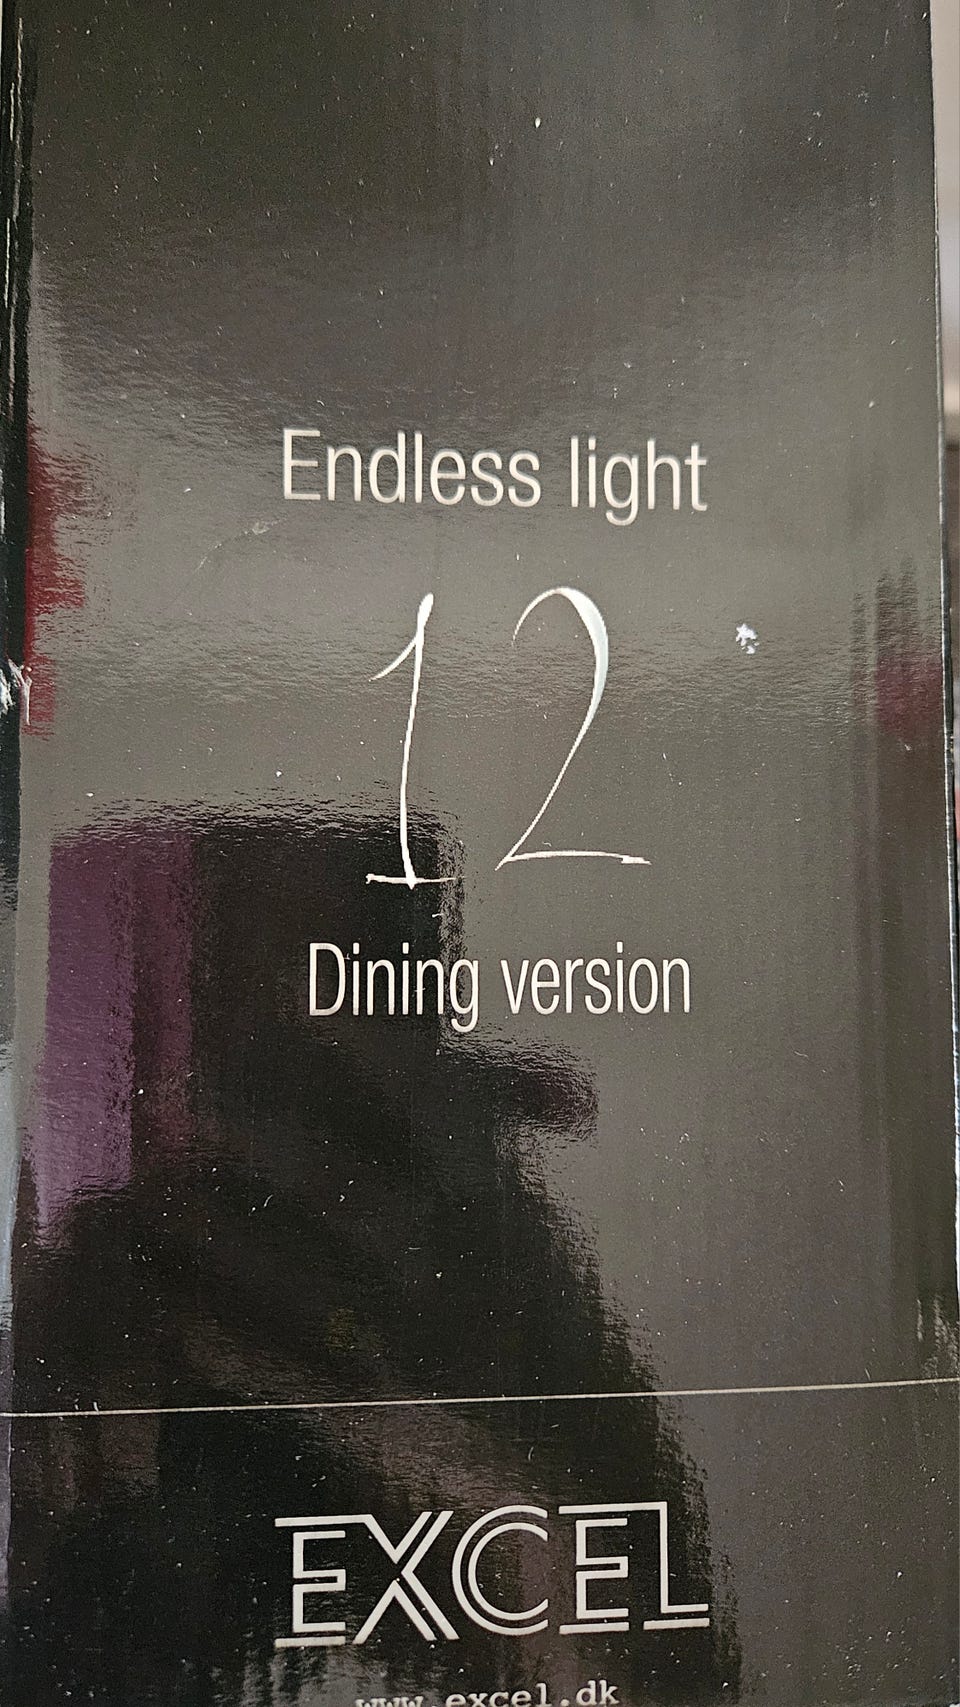 Endless light
12
Dining version
EXCEL
www.excel.dk